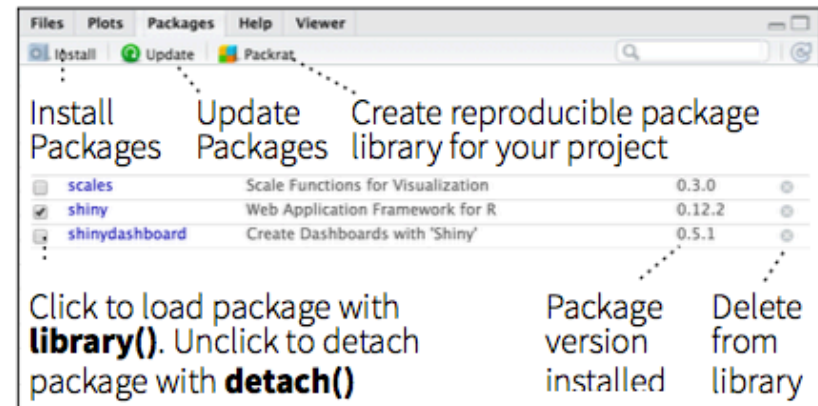 Files Plots Packages Help Viewer
Install Update Packrat
Install Update Create reproducible package
Packages Packages library for your project
scales Scale Functions for Visualization 0.3.0
shiny Web Application Framework for R 0.12.2
shinydashboard Create Dashboards with 'Shiny' 0.5.1
Click to load package with Package Delete
library(). Unclick to detach version from
package with detach() installed library